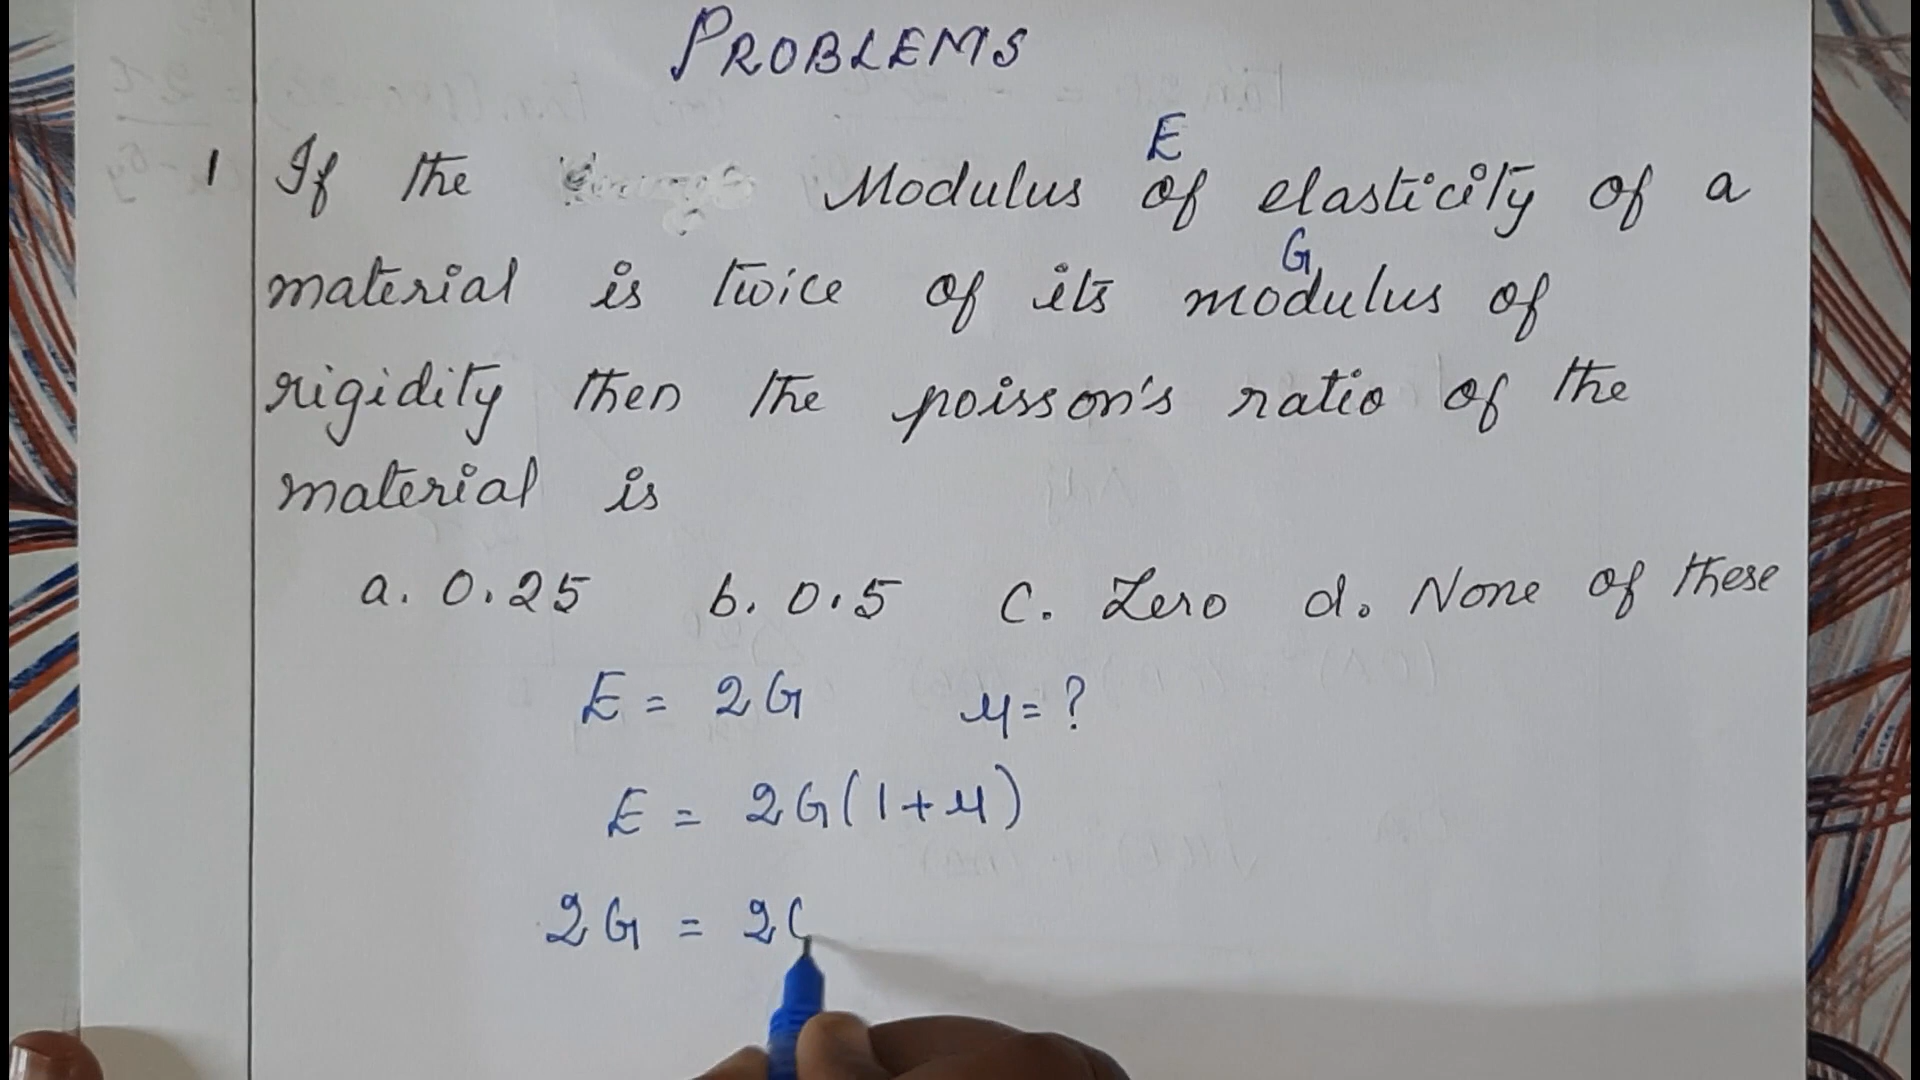 PROBLEMS
E
1 If the Modulus of elasticity of a
G
material is twice of its modulus of
rigidity then the poisson's ratio of the
material is
a. 0.25 b. 0.5 C. Zero d. None of these
E = 2G μ = ?
E = 2G(1+μ)
2G = 2